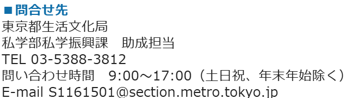 ■問合せ先
東京都生活文化局
私学部私学振興課　助成担当
TEL 03-5388-3812
問い合わせ時間　9:00～17:00（土日祝、年末年始除く）
E-mail S1161501@section.metro.tokyo.jp